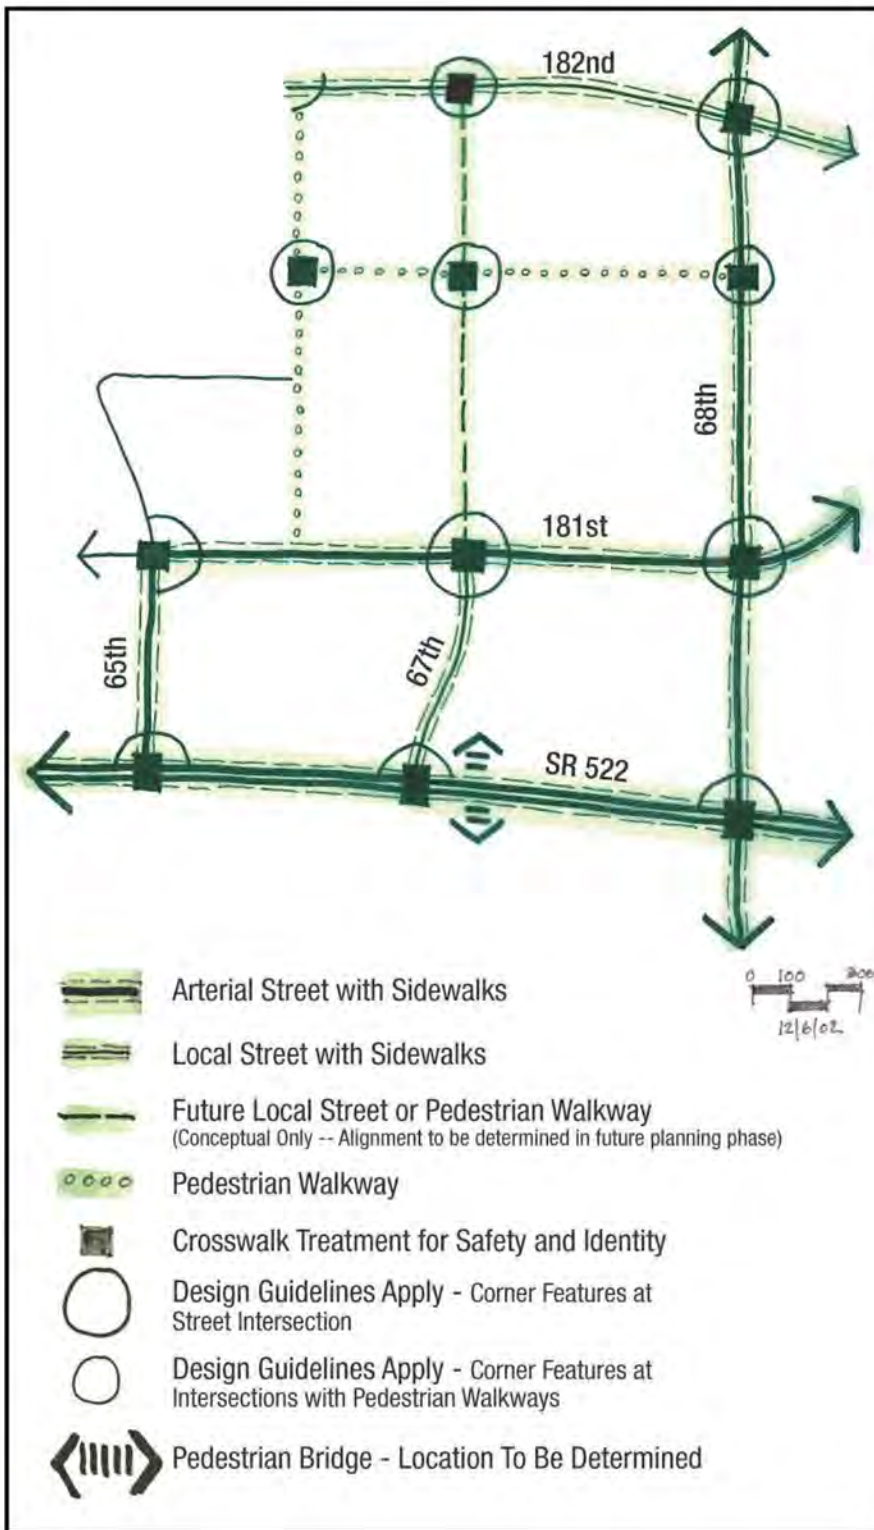 182nd
68th
181st
65th
67th
SR 522
0 100 300
12/6/02
Arterial Street with Sidewalks
Local Street with Sidewalks
Future Local Street or Pedestrian Walkway
(Conceptual Only -- Alignment to be determined in future planning phase)
Pedestrian Walkway
Crosswalk Treatment for Safety and Identity
Design Guidelines Apply - Corner Features at
Street Intersection
Design Guidelines Apply - Corner Features at
Intersections with Pedestrian Walkways
Pedestrian Bridge - Location To Be Determined